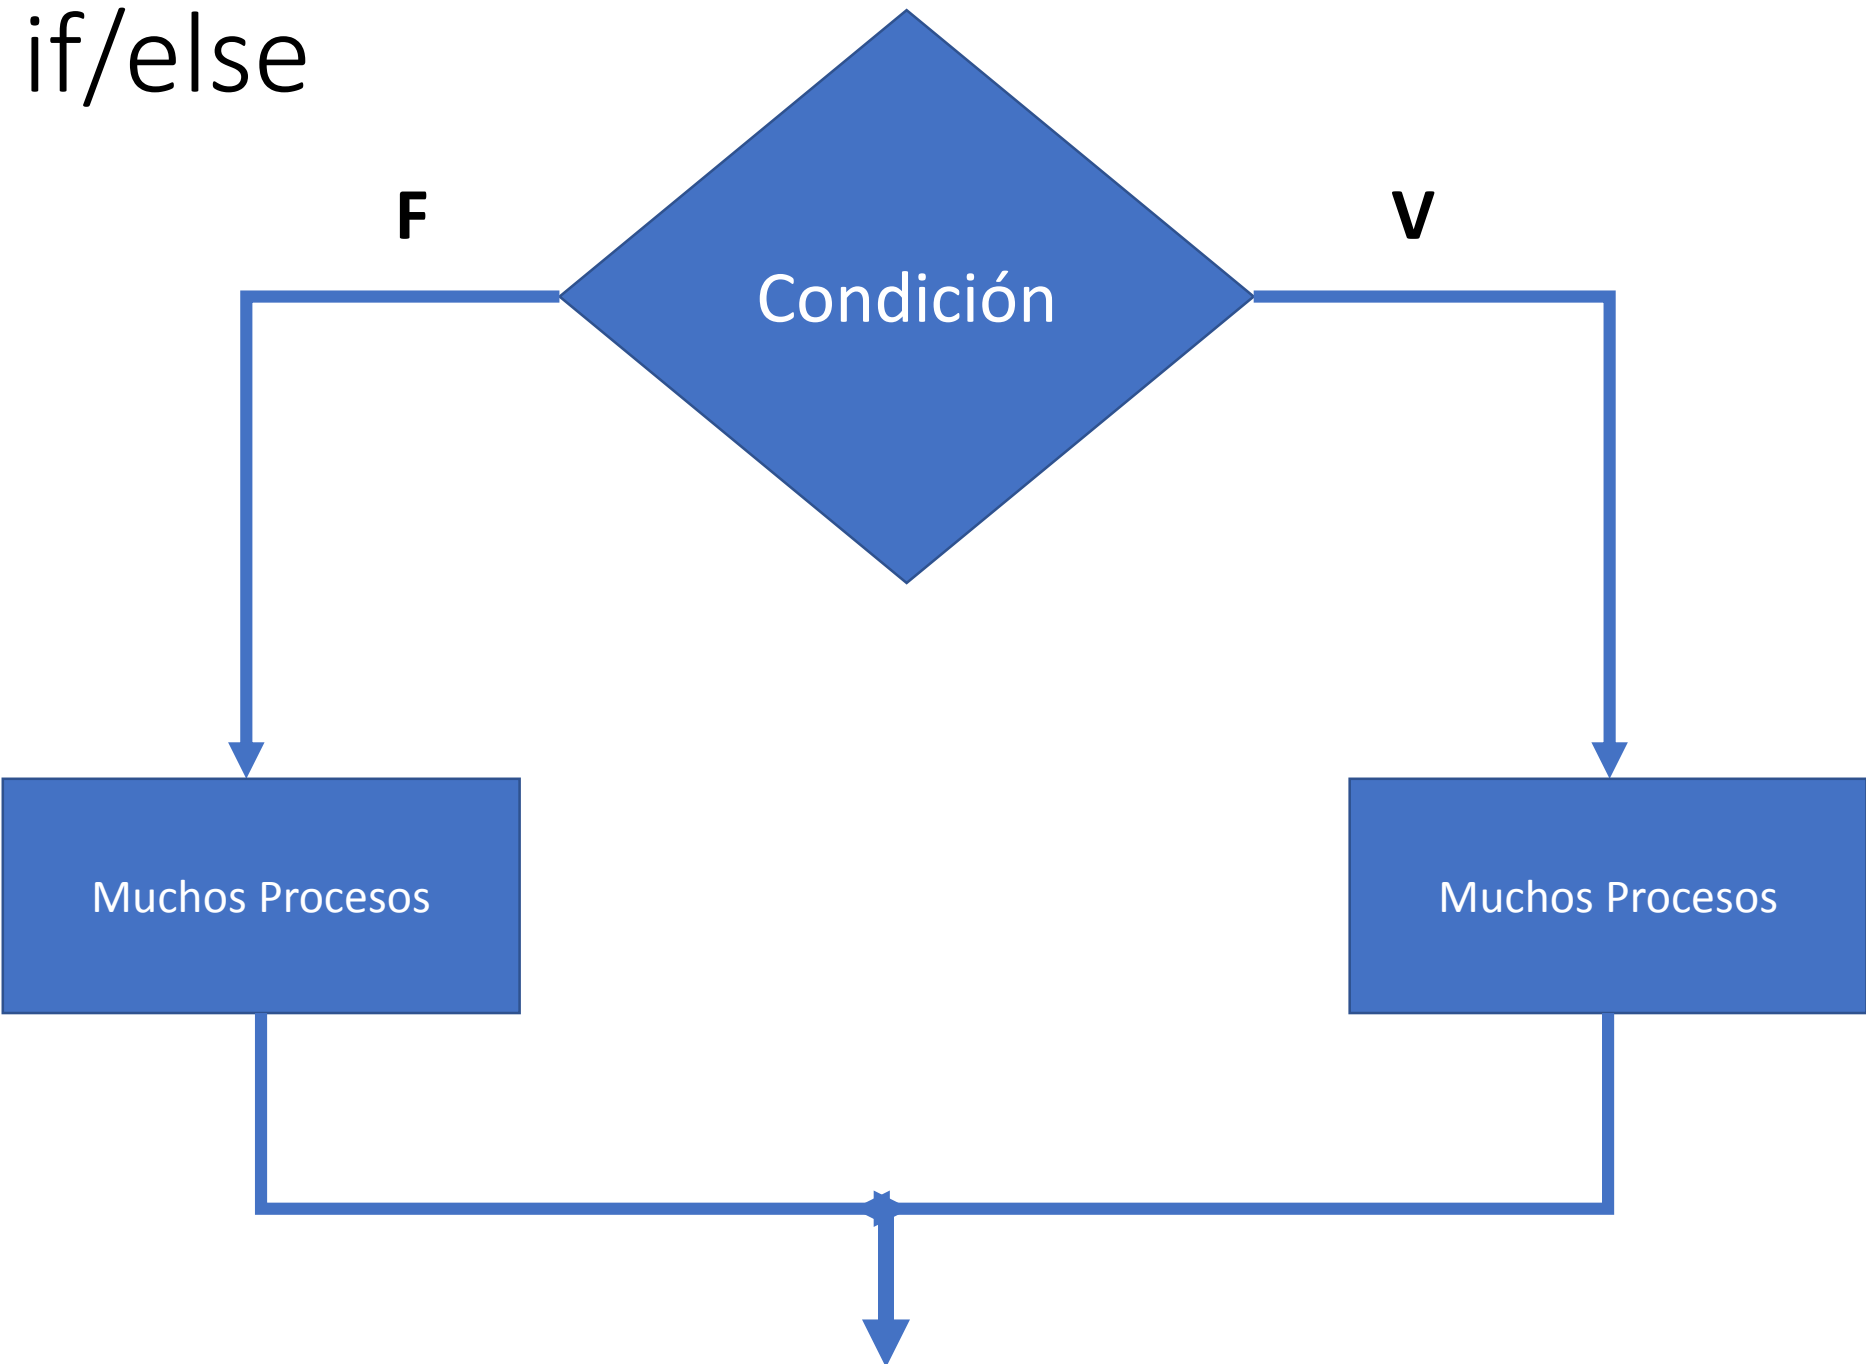 if/else
F
V
Condición
Muchos Procesos
Muchos Procesos